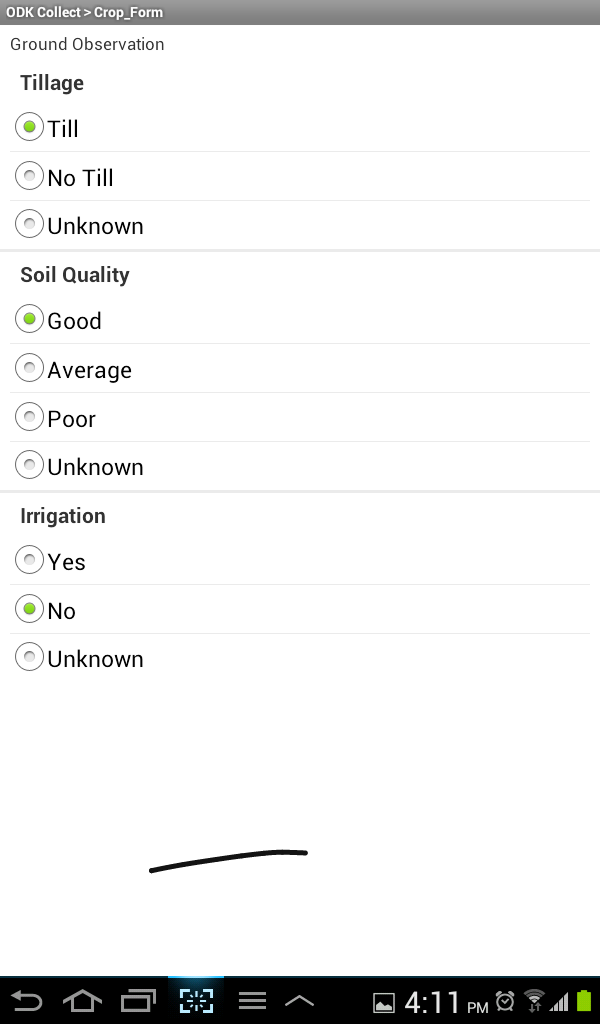 ODK Collect > Crop_Form
Ground Observation
Tillage
Till
No Till
Unknown
Soil Quality
Good
Average
Poor
Unknown
Irrigation
Yes
No
Unknown
4:11 PM